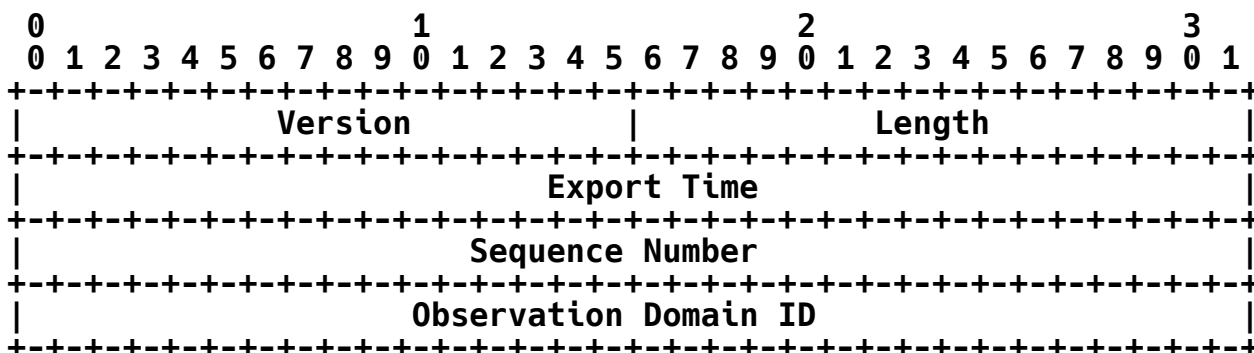 0                   1                   2                   3
 0 1 2 3 4 5 6 7 8 9 0 1 2 3 4 5 6 7 8 9 0 1 2 3 4 5 6 7 8 9 0 1
+-+-+-+-+-+-+-+-+-+-+-+-+-+-+-+-+-+-+-+-+-+-+-+-+-+-+-+-+-+-+-+-+
|             Version            |            Length             |
+-+-+-+-+-+-+-+-+-+-+-+-+-+-+-+-+-+-+-+-+-+-+-+-+-+-+-+-+-+-+-+-+
|                           Export Time                         |
+-+-+-+-+-+-+-+-+-+-+-+-+-+-+-+-+-+-+-+-+-+-+-+-+-+-+-+-+-+-+-+-+
|                       Sequence Number                         |
+-+-+-+-+-+-+-+-+-+-+-+-+-+-+-+-+-+-+-+-+-+-+-+-+-+-+-+-+-+-+-+-+
|                    Observation Domain ID                      |
+-+-+-+-+-+-+-+-+-+-+-+-+-+-+-+-+-+-+-+-+-+-+-+-+-+-+-+-+-+-+-+-+